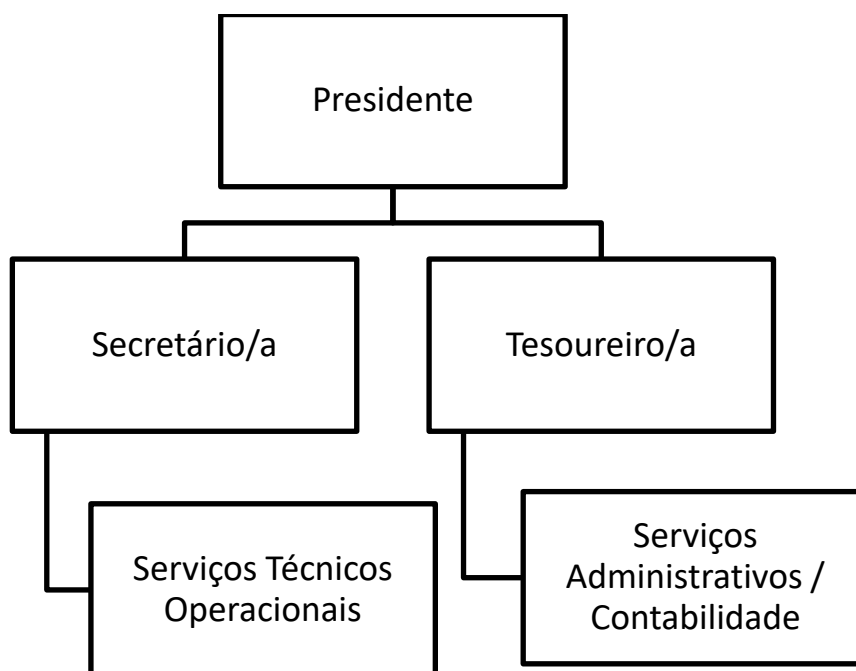 Presidente
Secretário/a
Tesoureiro/a
Serviços Técnicos
Operacionais
Serviços
Administrativos /
Contabilidade